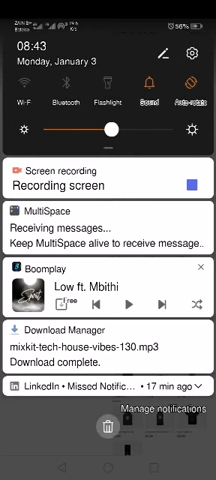 56%
08:43
Monday, January 3
Wi-Fi
Bluetooth
Flashlight
Sound
Auto-rotate
Screen recording
Recording screen
MultiSpace
Receiving messages...
Keep MultiSpace alive to receive message..
Boomplay
Low ft. Mbithi
Free
Download Manager
mixkit-tech-house-vibes-130.mp3
Download complete.
LinkedIn • Missed Notific... • 17 min ago
Manage notifications